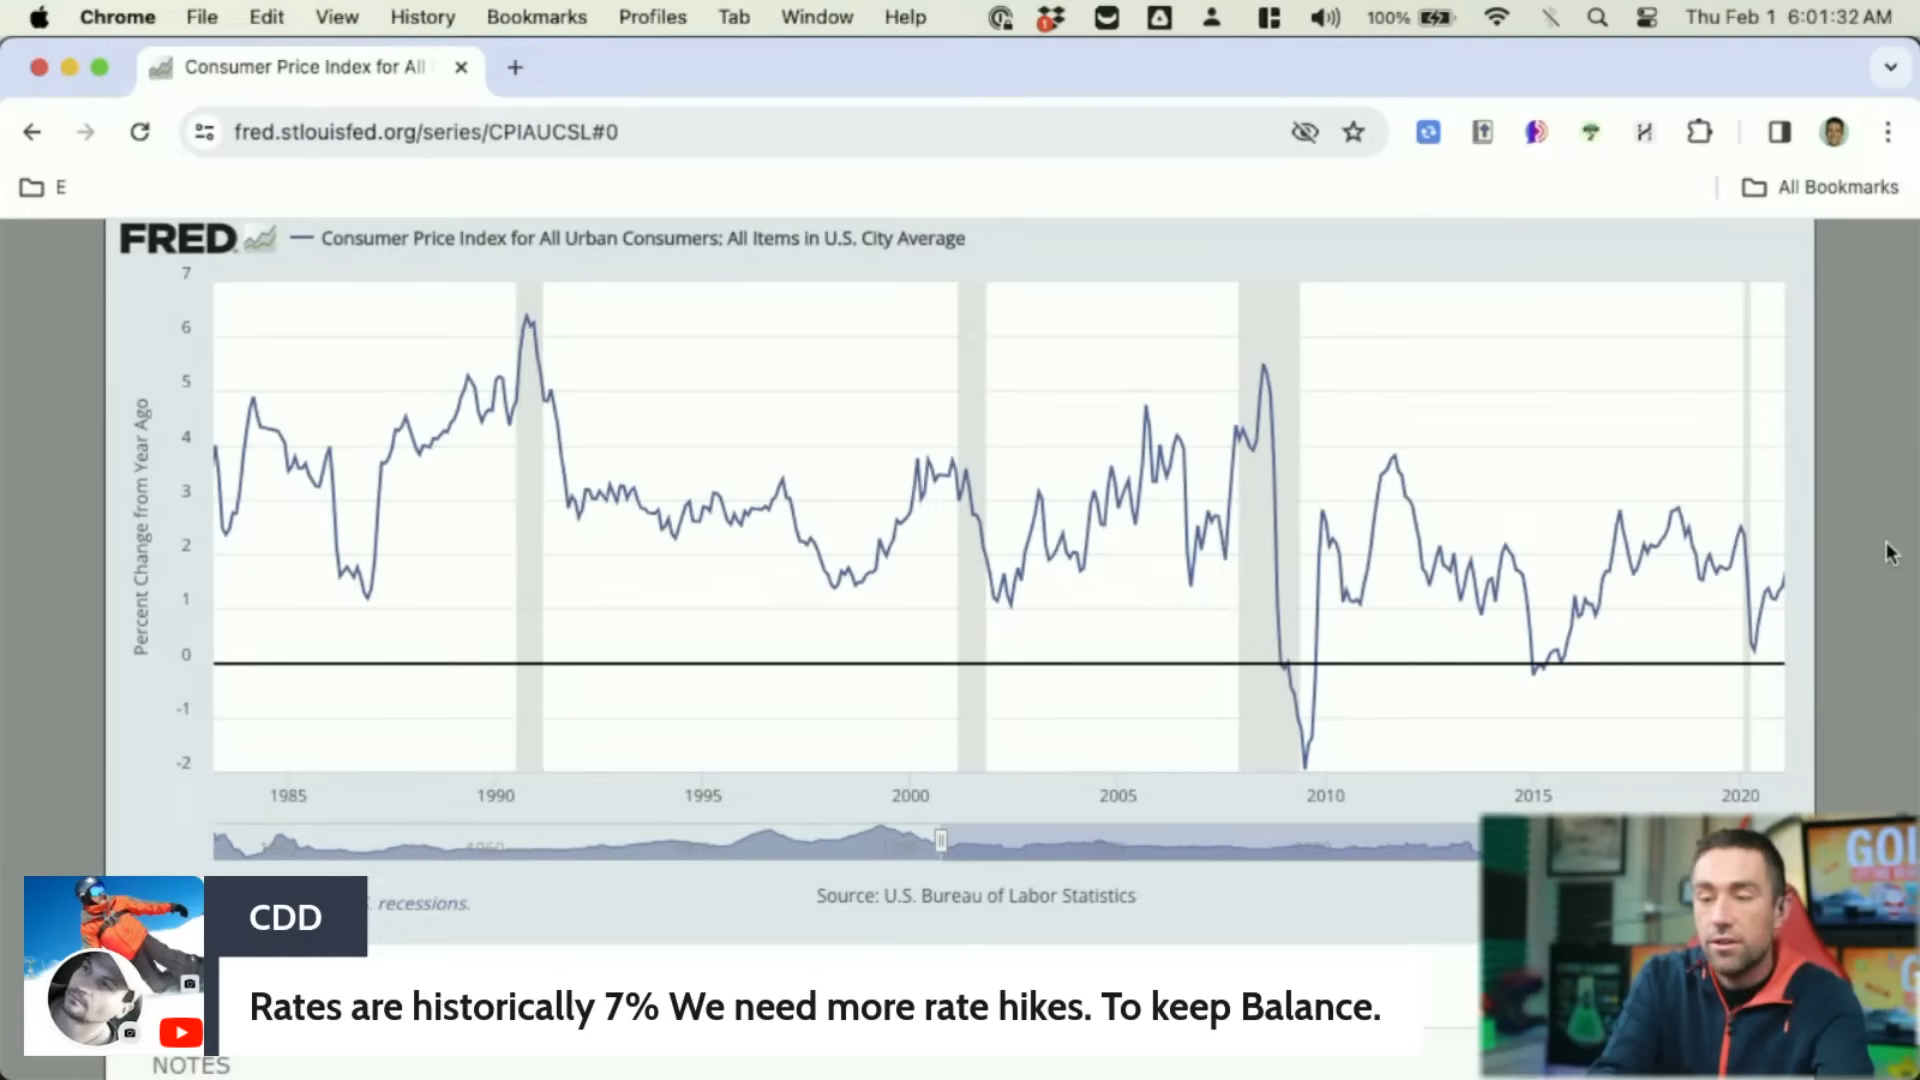 Chrome File Edit View History Bookmarks Profiles Tab Window Help 100% Thu Feb 1 6:01:32 AM
Consumer Price Index for All
fred.stlouisfed.org/series/CPIAUCSL#0
E
All Bookmarks
FRED Consumer Price Index for All Urban Consumers: All Items in U.S. City Average
Percent Change from Year Ago
7
6
5
4
3
2
1
0
-1
-2
1985 1990 1995 2000 2005 2010 2015 2020
1960
recessions.
Source: U.S. Bureau of Labor Statistics
GOI
CDD
Rates are historically 7% We need more rate hikes. To keep Balance.
NOTES